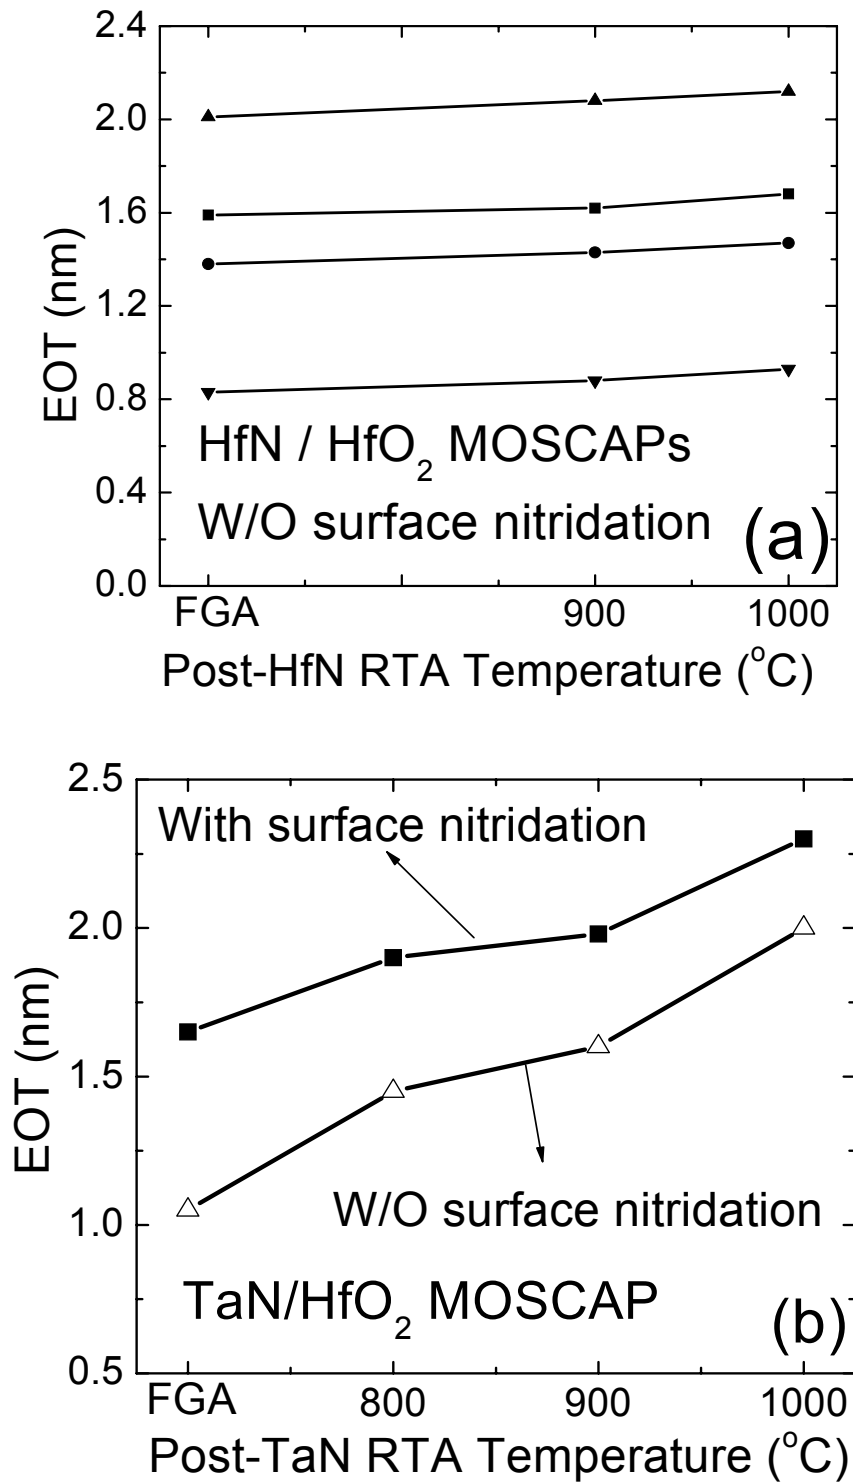 2.4
2.0
1.6
1.2
0.8
0.4
0.0
EOT (nm)
HfN / HfO₂ MOSCAPs
W/O surface nitridation
(a)
FGA 900 1000
Post-HfN RTA Temperature (°C)
2.5
2.0
1.5
1.0
0.5
EOT (nm)
With surface nitridation
W/O surface nitridation
TaN/HfO₂ MOSCAP
(b)
FGA 800 900 1000
Post-TaN RTA Temperature (°C)